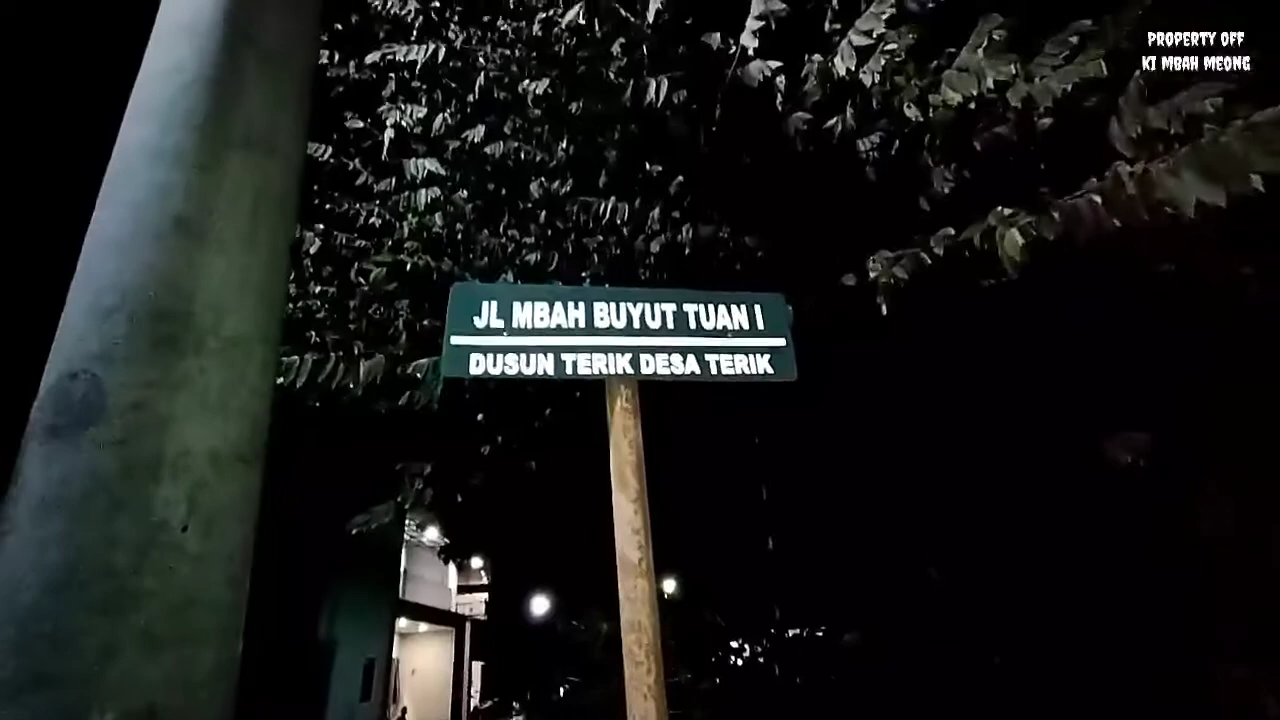 PROPERTY OFF
KI MBAH MEONG
JL MBAH BUYUT TUAN I
DUSUN TERIK DESA TERIK